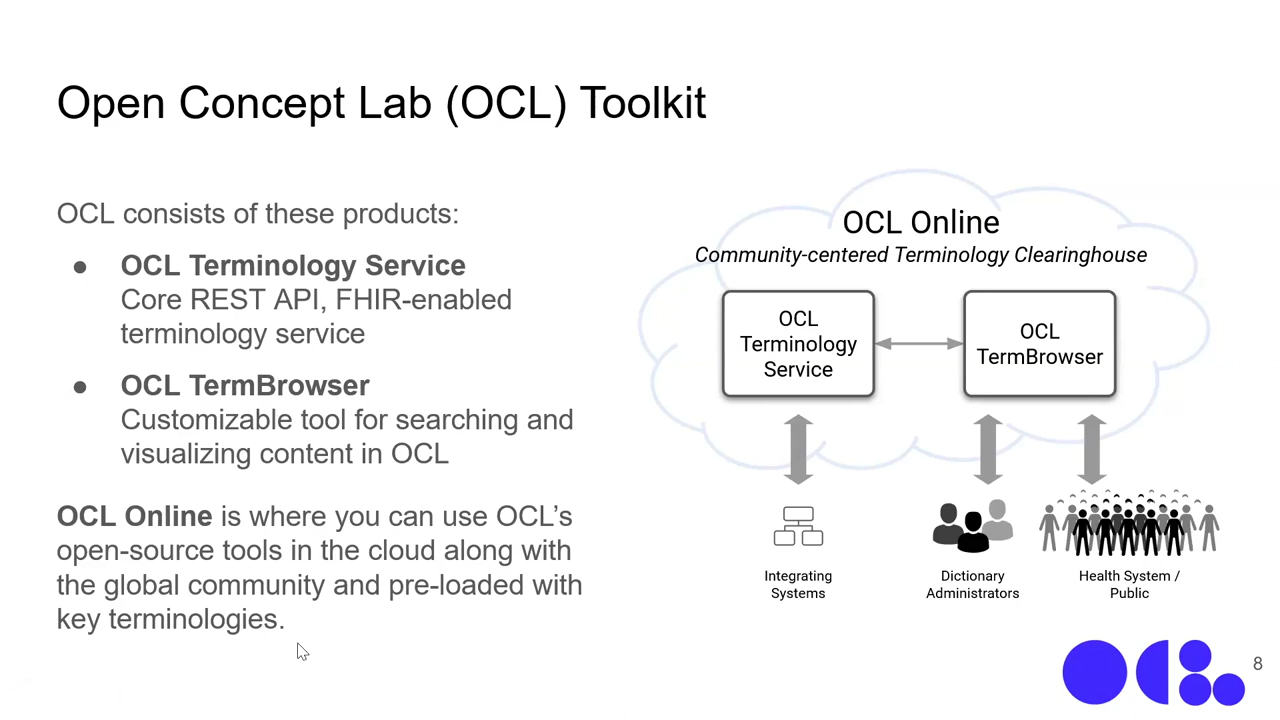 Open Concept Lab (OCL) Toolkit
OCL consists of these products:
● OCL Terminology Service
Core REST API, FHIR-enabled
terminology service
● OCL TermBrowser
Customizable tool for searching and
visualizing content in OCL
OCL Online is where you can use OCL’s
open-source tools in the cloud along with
the global community and pre-loaded with
key terminologies.
OCL Online
Community-centered Terminology Clearinghouse
OCL
Terminology
Service
OCL
TermBrowser
Integrating
Systems
Dictionary
Administrators
Health System /
Public
8